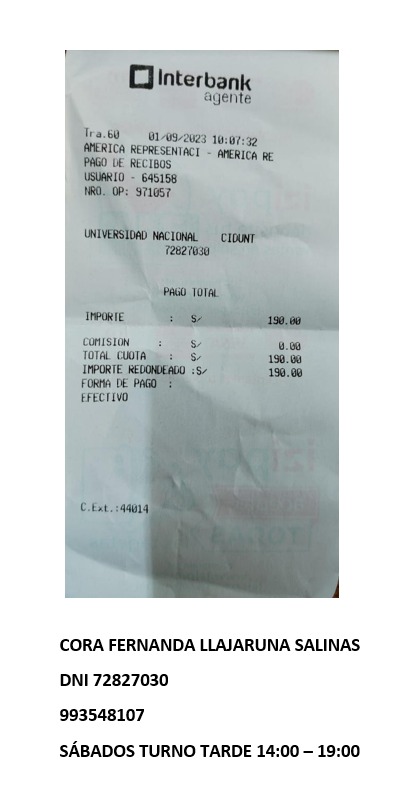 Interbank
agente
Tra.60 01/09/2023 10:07:32
AMERICA REPRESENTACI - AMERICA RE
PAGO DE RECIBOS
USUARIO - 645158
NRO. OP: 971057
UNIVERSIDAD NACIONAL CIDUNT
72827030
PAGO TOTAL
IMPORTE : S/ 190.00
COMISION : S/ 0.00
TOTAL CUOTA : S/ 190.00
IMPORTE REDONDEADO :S/ 190.00
FORMA DE PAGO :
EFECTIVO
C.Ext.:44014
CORA FERNANDA LLAJARUNA SALINAS
DNI 72827030
993548107
SÁBADOS TURNO TARDE 14:00 – 19:00